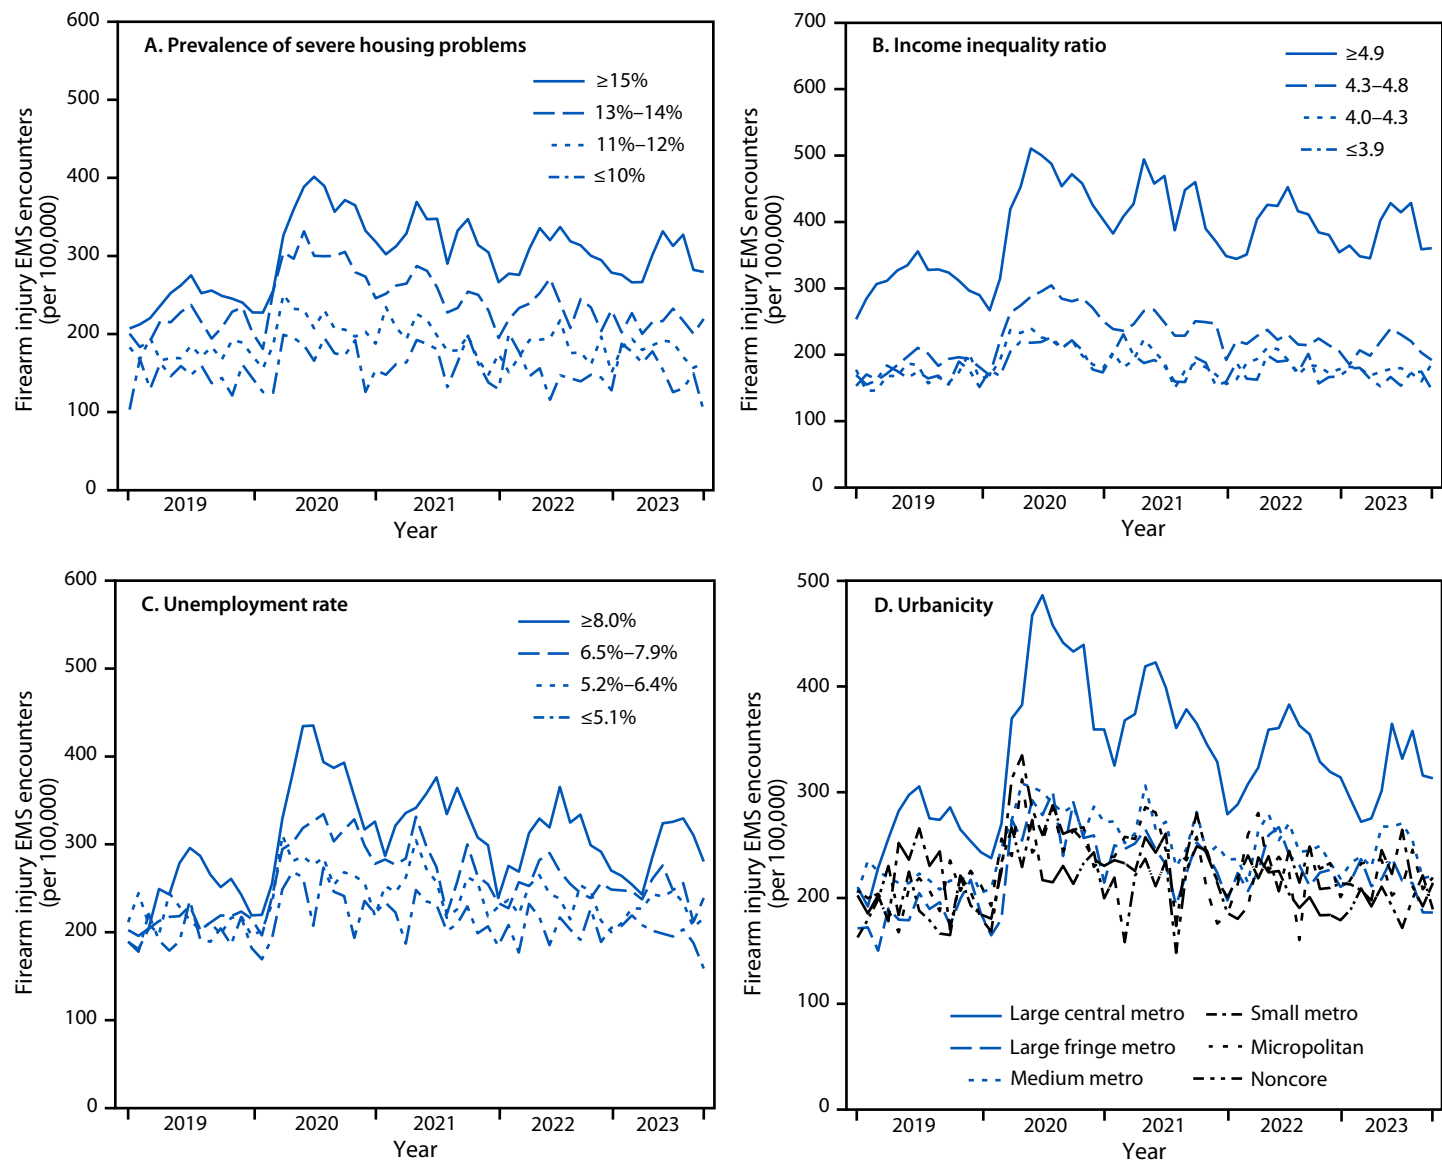 A. Prevalence of severe housing problems
≥15%
13%–14%
11%–12%
≤10%
600
500
400
300
200
100
0
Firearm injury EMS encounters
(per 100,000)
2019 2020 2021 2022 2023
Year
B. Income inequality ratio
≥4.9
4.3–4.8
4.0–4.3
≤3.9
700
600
500
400
300
200
100
0
Firearm injury EMS encounters
(per 100,000)
2019 2020 2021 2022 2023
Year
C. Unemployment rate
≥8.0%
6.5%–7.9%
5.2%–6.4%
≤5.1%
600
500
400
300
200
100
0
Firearm injury EMS encounters
(per 100,000)
2019 2020 2021 2022 2023
Year
D. Urbanicity
500
400
300
200
100
0
Firearm injury EMS encounters
(per 100,000)
Large central metro
Large fringe metro
Medium metro
Small metro
Micropolitan
Noncore
2019 2020 2021 2022 2023
Year